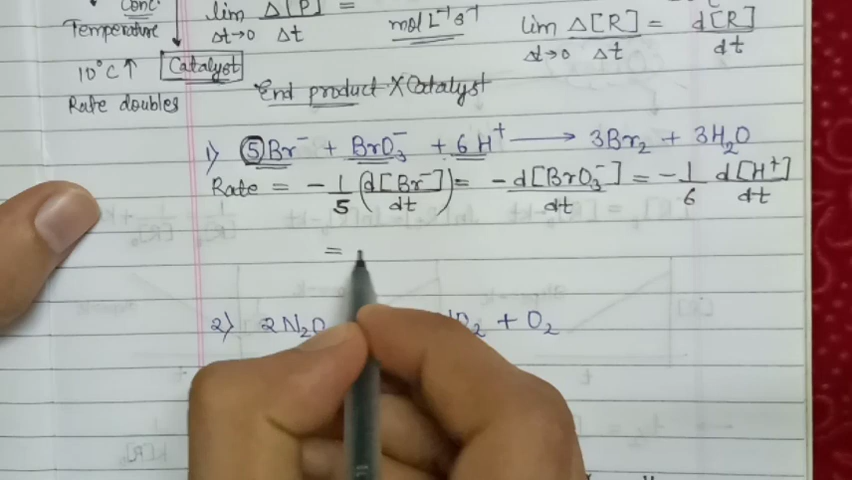 Conc.
Temperature
10°C ↑ Catalyst
Rate doubles
lim Δt→0 Δ[P]/Δt =
mol L⁻¹ s⁻¹
lim Δt→0 Δ[R]/Δt = d[R]/dt
End product X Catalyst
1) 5Br⁻ + BrO₃⁻ + 6H⁺ ⟶ 3Br₂ + 3H₂O
Rate = -1/5 (d[Br⁻]/dt) = -d[BrO₃⁻]/dt = -1/6 d[H⁺]/dt
=
2) 2N₂O O₂ + O₂